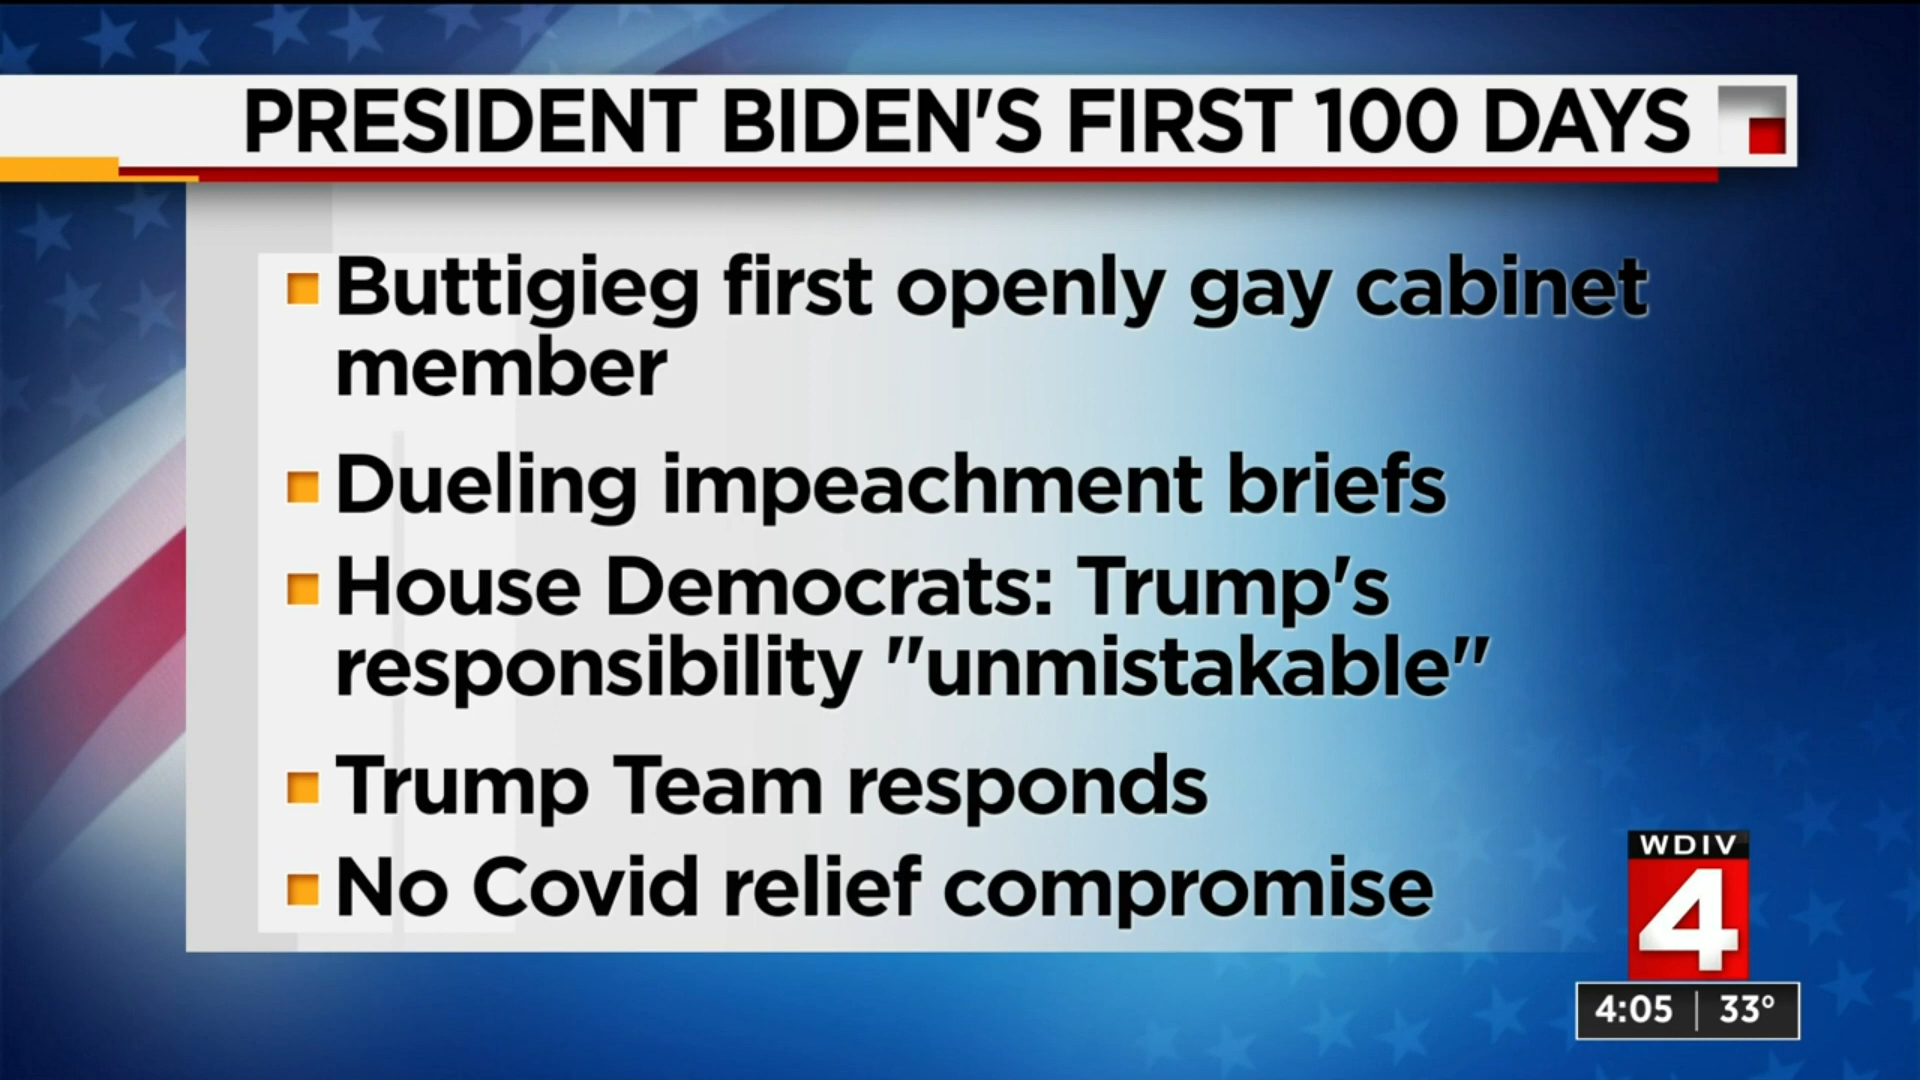 PRESIDENT BIDEN'S FIRST 100 DAYS
Buttigieg first openly gay cabinet
member
Dueling impeachment briefs
House Democrats: Trump's
responsibility "unmistakable"
Trump Team responds
No Covid relief compromise
WDIV
4
4:05 | 33°